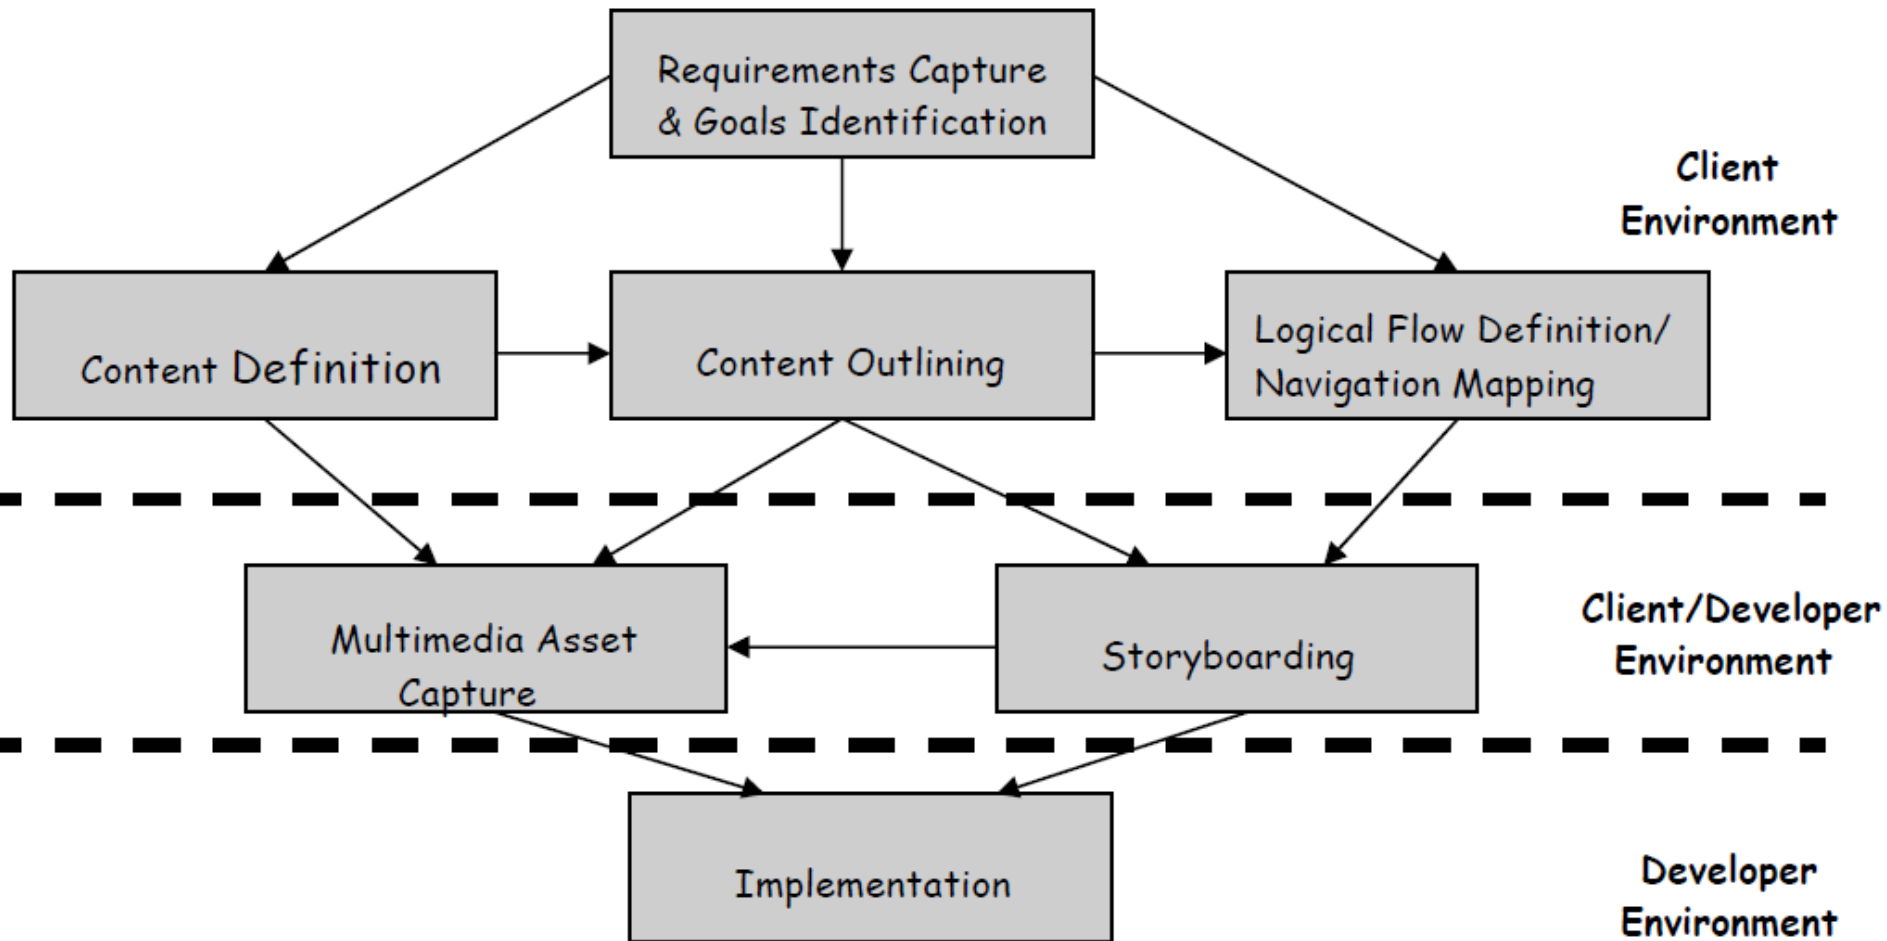 Requirements Capture
& Goals Identification
Client
Environment
Content Definition
Content Outlining
Logical Flow Definition/
Navigation Mapping
Multimedia Asset
Capture
Storyboarding
Client/Developer
Environment
Implementation
Developer
Environment